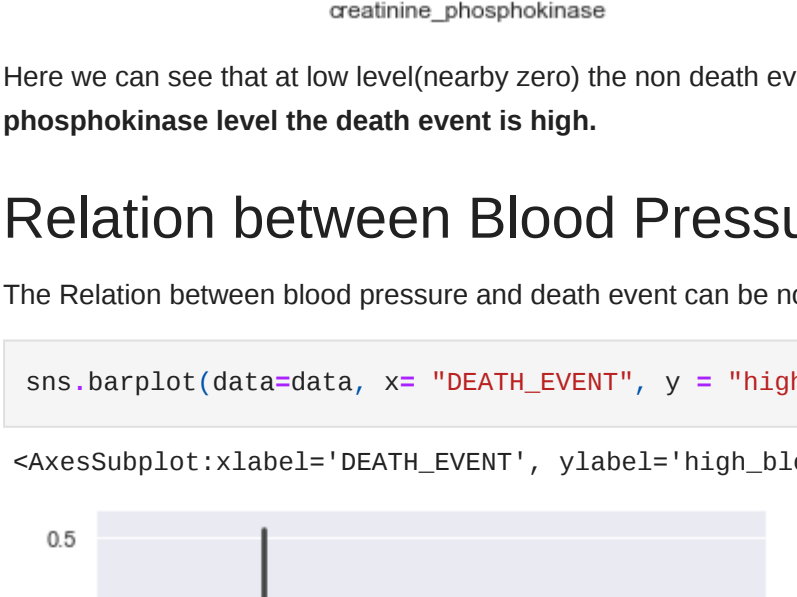 creatinine_phosphokinase
Here we can see that at low level(nearby zero) the non death ev
phosphokinase level the death event is high.
Relation between Blood Pressu
The Relation between blood pressure and death event can be no
sns.barplot(data=data, x= "DEATH_EVENT", y = "high
<AxesSubplot:xlabel='DEATH_EVENT', ylabel='high_blo
0.5